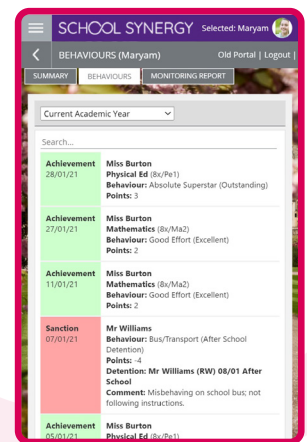 SCHOOL SYNERGY Selected: Maryam
BEHAVIOURS (Maryam) Old Portal | Logout |
SUMMARY BEHAVIOURS MONITORING REPORT
Current Academic Year
Search...
Achievement Miss Burton
28/01/21 Physical Ed (8x/Pe1)
Behaviour: Absolute Superstar (Outstanding)
Points: 3
Achievement Miss Burton
27/01/21 Mathematics (8x/Ma2)
Behaviour: Good Effort (Excellent)
Points: 2
Achievement Miss Burton
11/01/21 Mathematics (8x/Ma2)
Behaviour: Good Effort (Excellent)
Points: 2
Sanction Mr Williams
07/01/21 Behaviour: Bus/Transport (After School
Detention)
Points: -4
Detention: Mr Williams (RW) 08/01 After
School
Comment: Misbehaving on school bus; not
following instructions.
Achievement Miss Burton
05/01/21 Physical Ed (8x/Pe1)